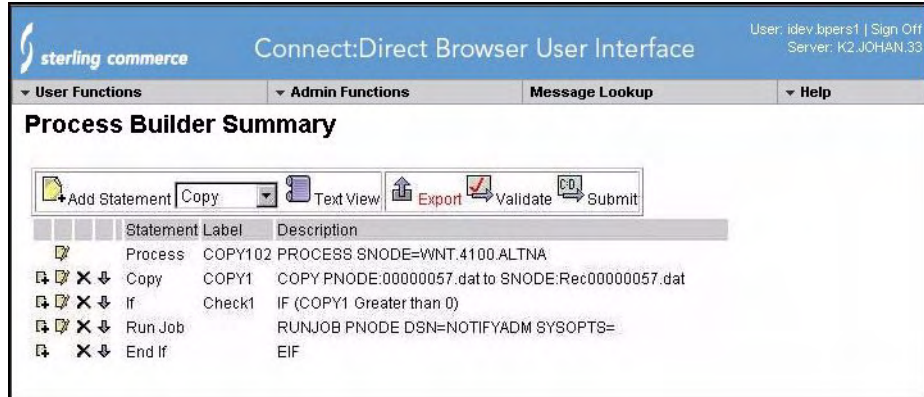 User: idev.bpers1 | Sign Off
sterling commerce
Connect:Direct Browser User Interface
Server: K2.JOHAN.33
User Functions
Admin Functions
Message Lookup
Help
Process Builder Summary
Add Statement Copy Text View Export Validate C:D Submit
Statement Label Description
Process COPY102 PROCESS SNODE=WNT.4100.ALTNA
Copy COPY1 COPY PNODE:00000057.dat to SNODE:Rec00000057.dat
If Check1 IF (COPY1 Greater than 0)
Run Job RUNJOB PNODE DSN=NOTIFYADM SYSOPTS=
End If EIF